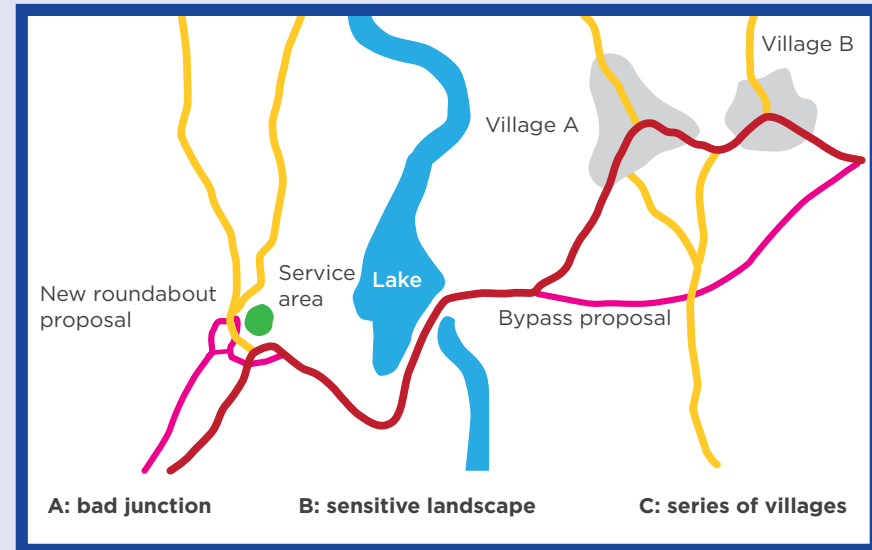 Village B
Village A
Service
area
Lake
New roundabout
proposal
Bypass proposal
A: bad junction
B: sensitive landscape
C: series of villages